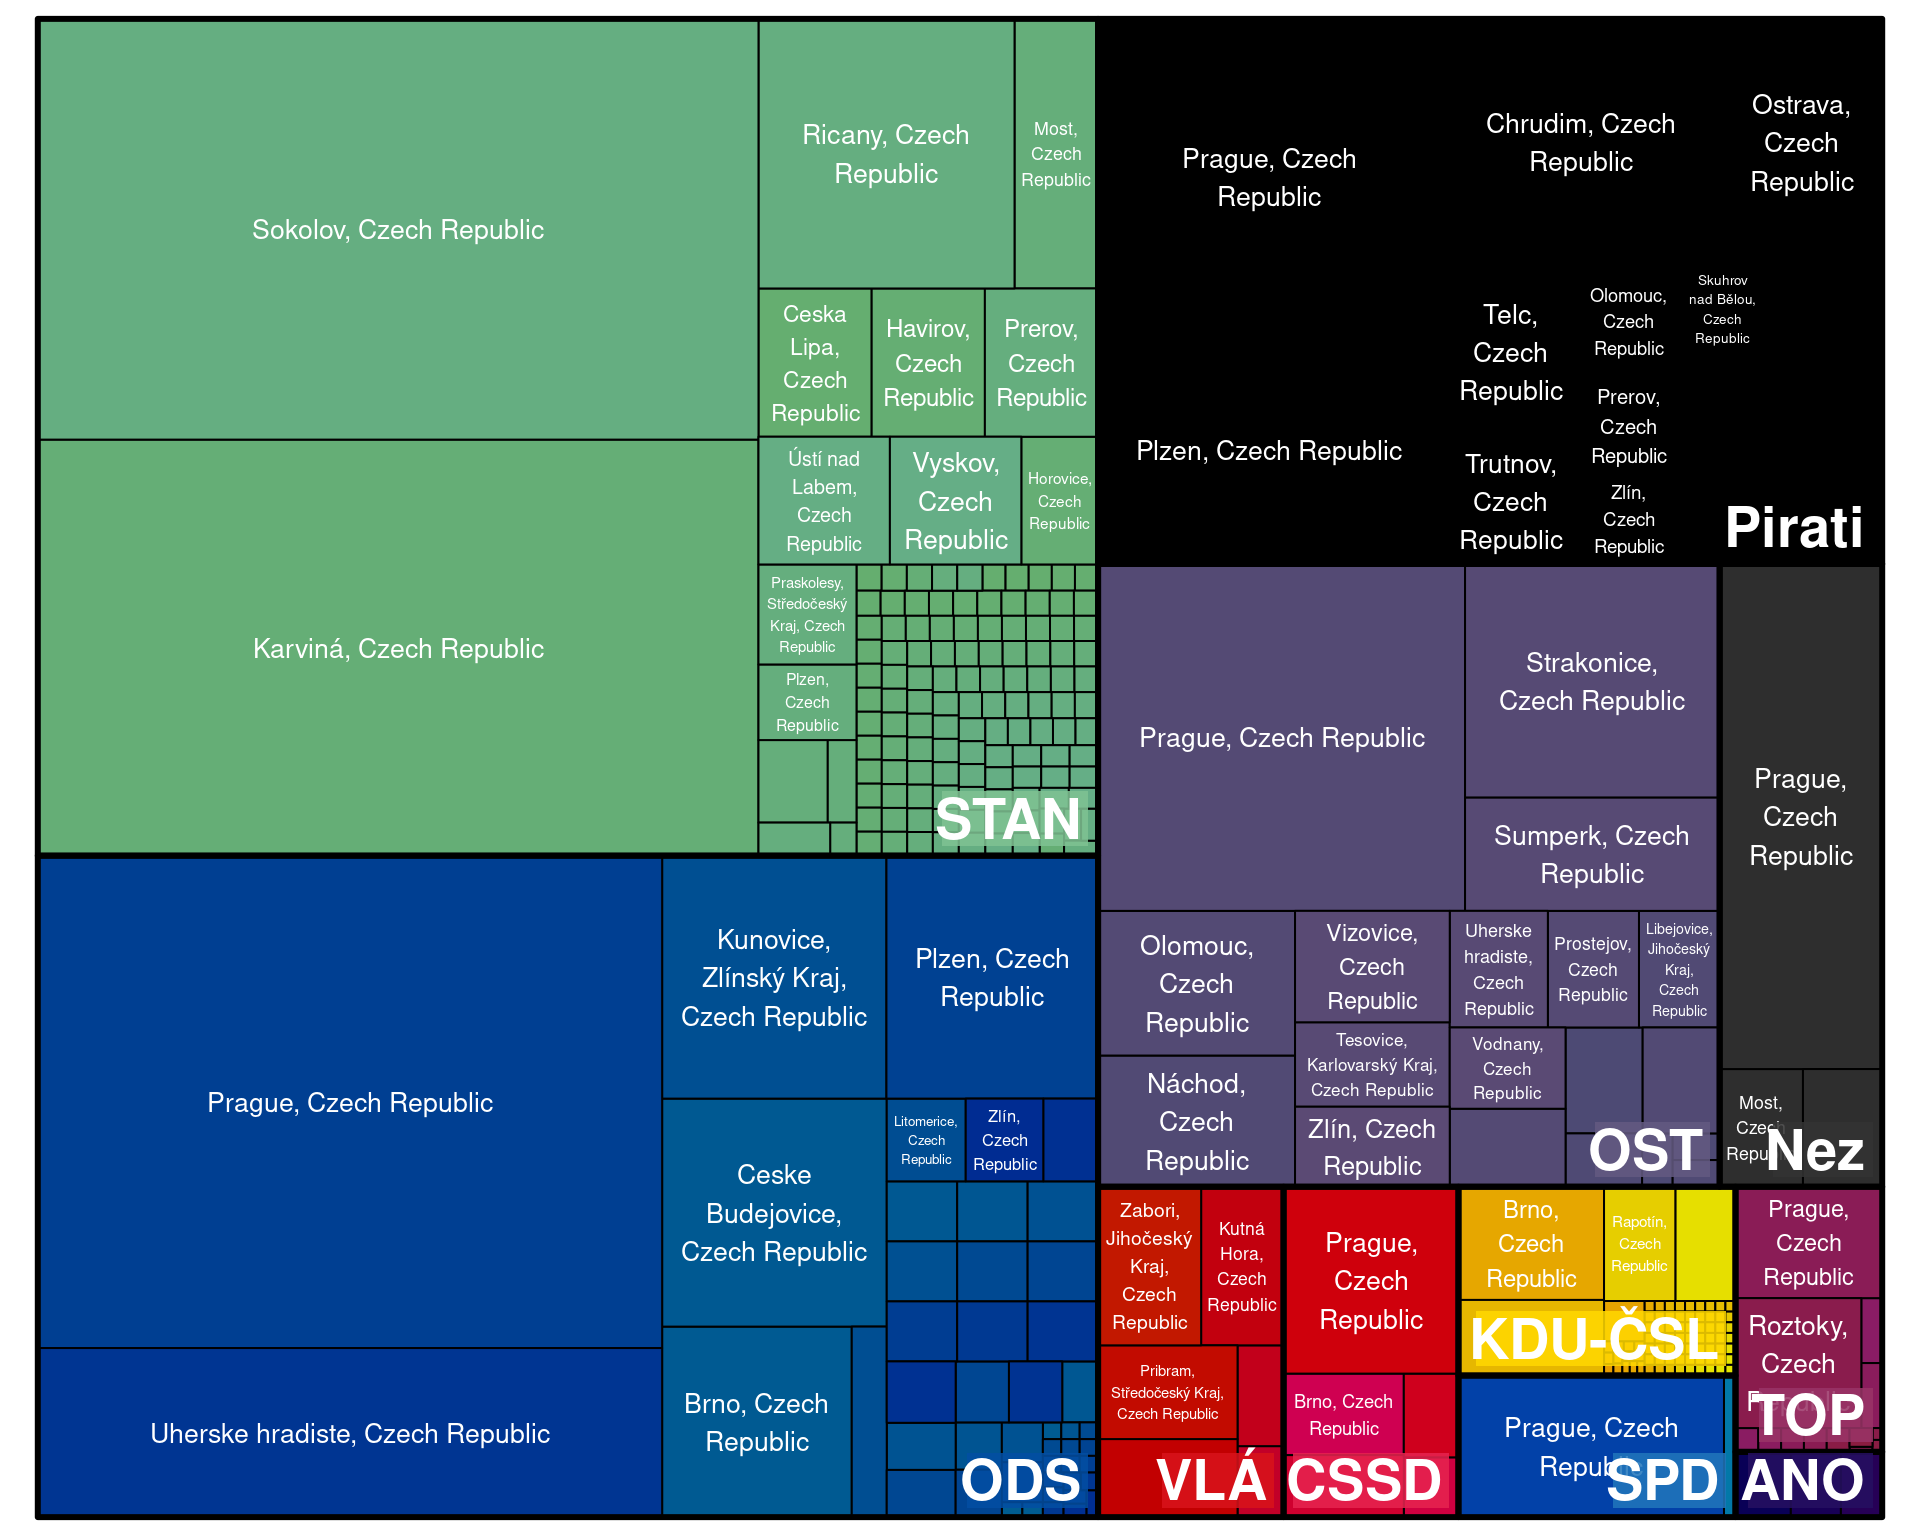 Sokolov, Czech Republic
Karviná, Czech Republic
Ricany, Czech
Republic
Most,
Czech
Republic
Ceska
Lipa,
Czech
Republic
Havirov,
Czech
Republic
Prerov,
Czech
Republic
Ústí nad
Labem,
Czech
Republic
Vyskov,
Czech
Republic
Horovice,
Czech
Republic
Praskolesy,
Středočeský
Kraj, Czech
Republic
Plzen,
Czech
Republic
STAN
Prague, Czech
Republic
Plzen, Czech Republic
Chrudim, Czech
Republic
Ostrava,
Czech
Republic
Telc,
Czech
Republic
Trutnov,
Czech
Republic
Olomouc,
Czech
Republic
Prerov,
Czech
Republic
Zlín,
Czech
Republic
Skuhrov
nad Bělou,
Czech
Republic
Pirati
Prague, Czech Republic
Uherske hradiste, Czech Republic
Kunovice,
Zlínský Kraj,
Czech Republic
Ceske
Budejovice,
Czech Republic
Brno, Czech
Republic
Plzen, Czech
Republic
Litomerice,
Czech
Republic
Zlín,
Czech
Republic
ODS
Prague, Czech Republic
Strakonice,
Czech Republic
Sumperk, Czech
Republic
Olomouc,
Czech
Republic
Náchod,
Czech
Republic
Vizovice,
Czech
Republic
Tesovice,
Karlovarský Kraj,
Czech Republic
Zlín, Czech
Republic
Uherske
hradiste,
Czech
Republic
Prostejov,
Czech
Republic
Libejovice,
Jihočeský
Kraj,
Czech
Republic
Vodnany,
Czech
Republic
OST
Prague,
Czech
Republic
Most,
Czech
Nez
Zabori,
Jihočeský
Kraj,
Czech
Republic
Kutná
Hora,
Czech
Republic
Pribram,
Středočeský Kraj,
Czech Republic
VLÁ
Prague,
Czech
Republic
Brno, Czech
Republic
CSSD
Brno,
Czech
Republic
Rapotín,
Czech
Republic
KDU-ČSL
Prague, Czech
Republic
SPD
Prague,
Czech
Republic
Roztoky,
Czech
TOP
ANO